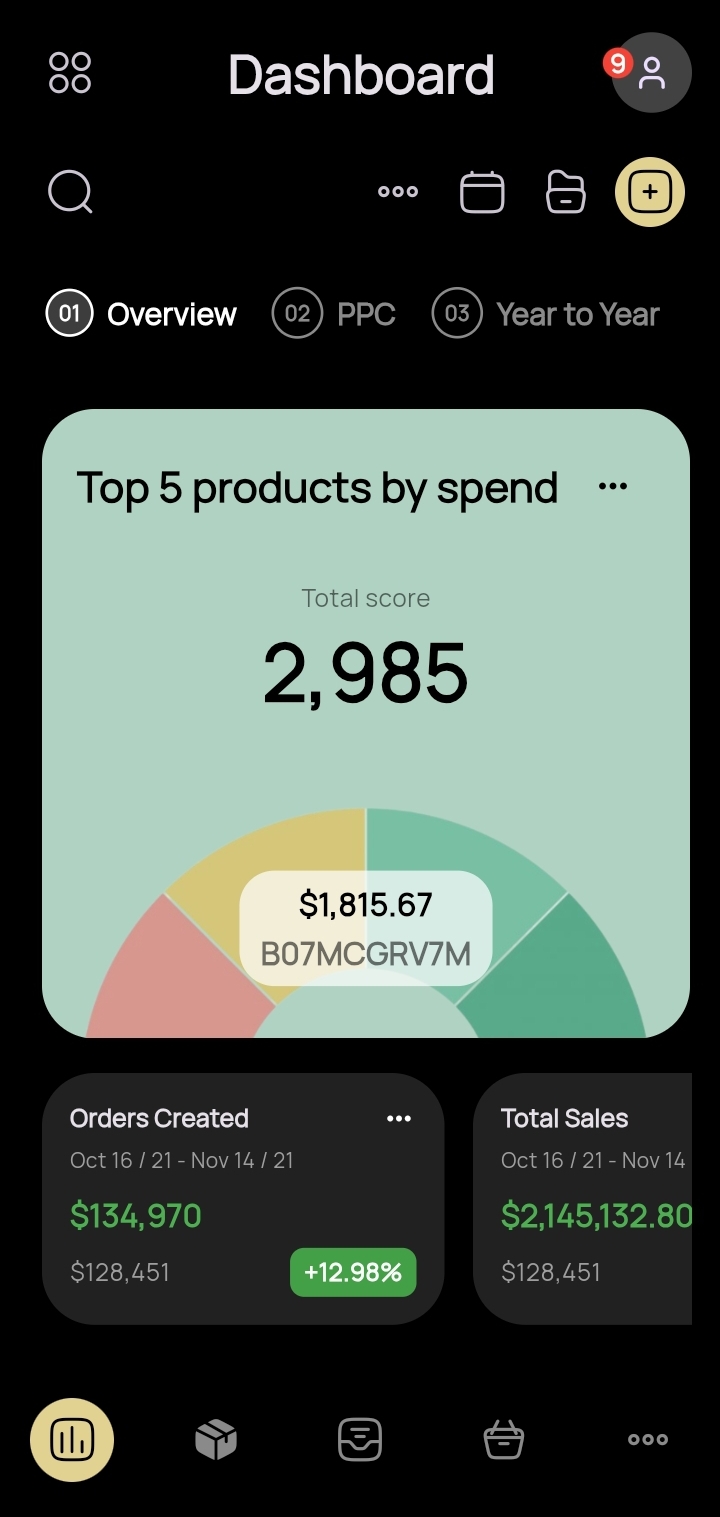 Dashboard
9
01 Overview 02 PPC 03 Year to Year
Top 5 products by spend
Total score
2,985
$1,815.67
B07MCGRV7M
Orders Created
Oct 16 / 21 - Nov 14 / 21
$134,970
$128,451 +12.98%
Total Sales
Oct 16 / 21 - Nov 14
$2,145,132.80
$128,451